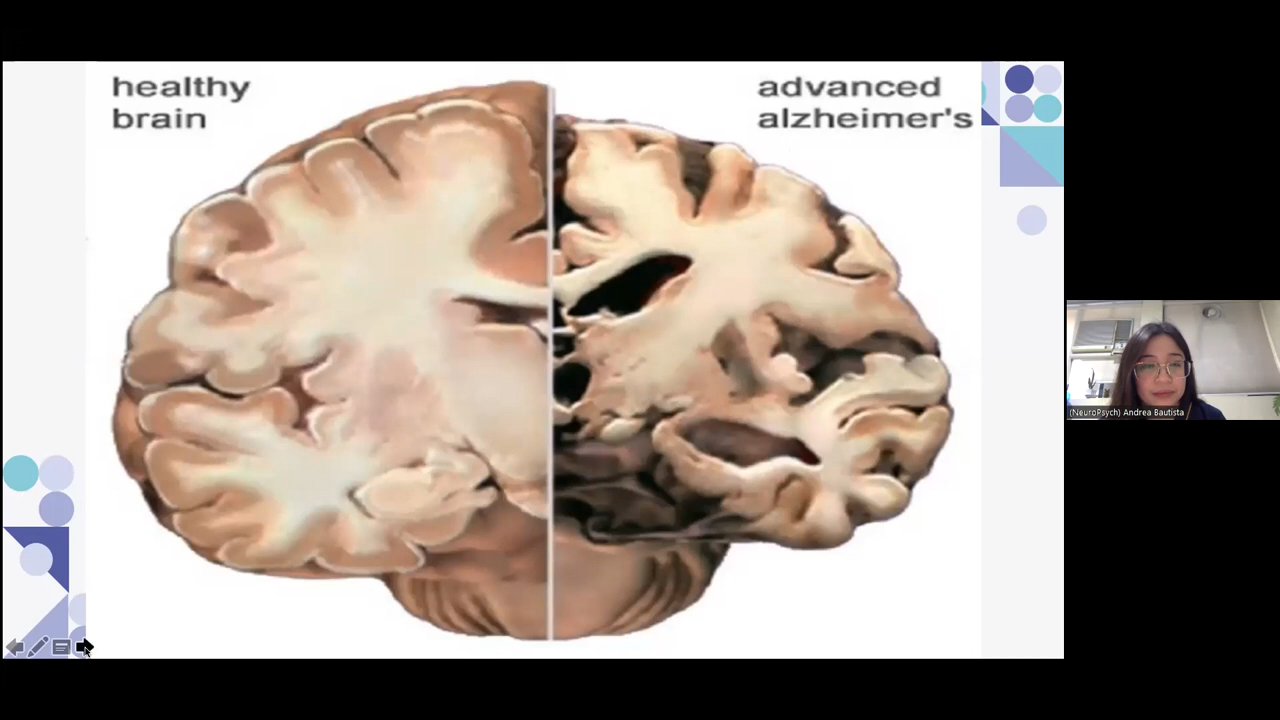 healthy
brain
advanced
alzheimer's
(NeuroPsych) Andrea Bautista